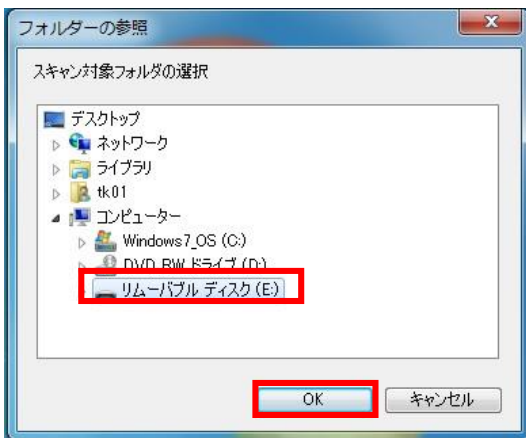 フォルダーの参照
スキャン対象フォルダの選択
デスクトップ
ネットワーク
ライブラリ
tk01
コンピューター
Windows7_OS (C:)
DVD RW ドライブ (D:)
リムーバブル ディスク (E:)
OK
キャンセル